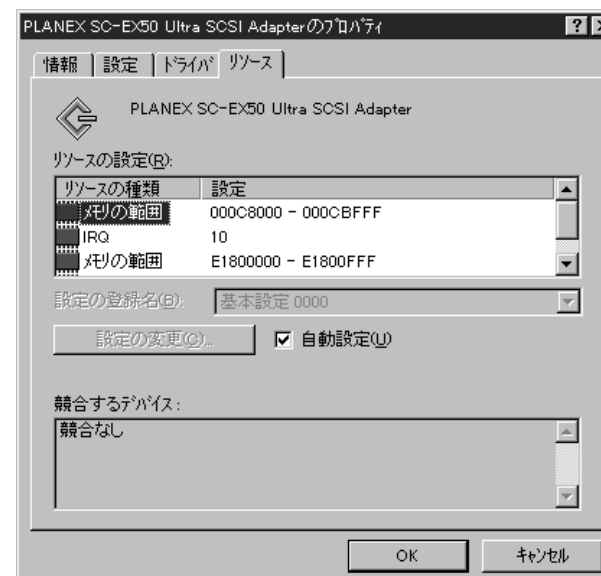 PLANEX SC-EX50 Ultra SCSI Adapterのプロパティ
情報 設定 ドライバ リソース
PLANEX SC-EX50 Ultra SCSI Adapter
リソースの設定(R):
リソースの種類 設定
メモリの範囲 000C8000 - 000CBFFF
IRQ 10
メモリの範囲 E1800000 - E1800FFF
設定の登録名(B): 基本設定 0000
設定の変更(C)... 自動設定(U)
競合するデバイス:
競合なし
OK キャンセル